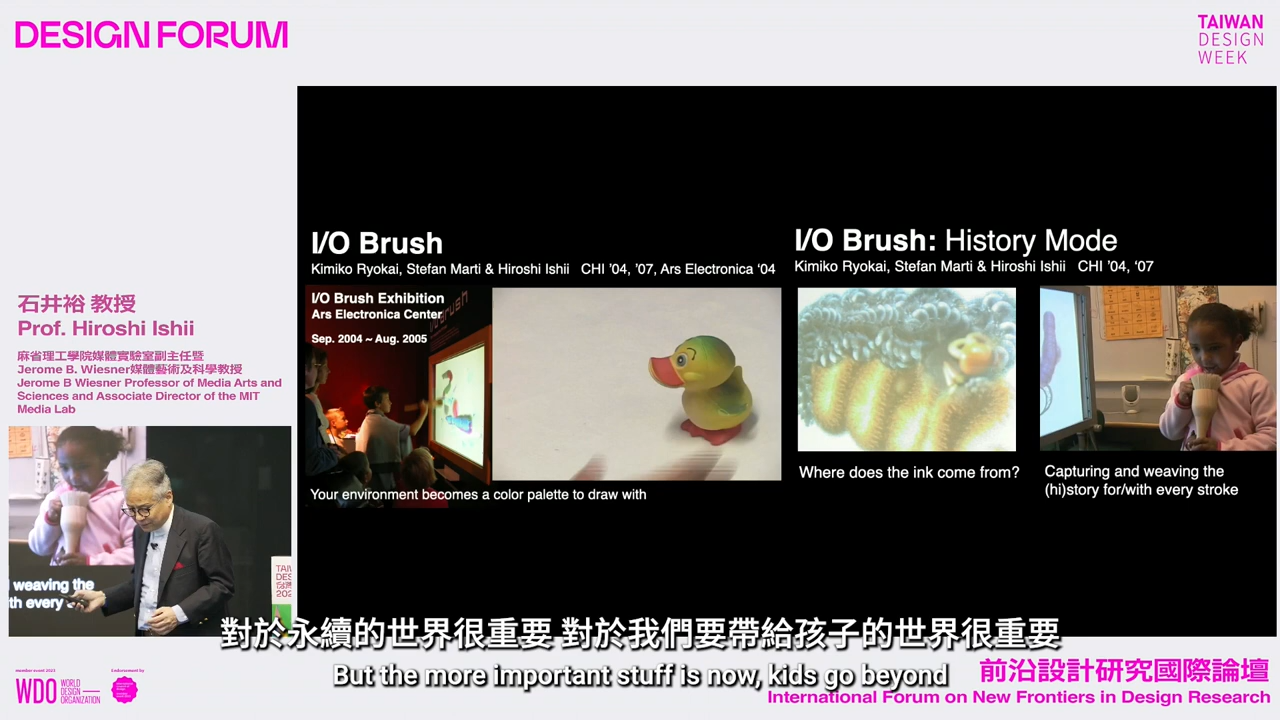 DESIGN FORUM
TAIWAN
DESIGN
WEEK
I/O Brush
Kimiko Ryokai, Stefan Marti & Hiroshi Ishii CHI '04, '07, Ars Electronica '04
I/O Brush Exhibition
Ars Electronica Center
Sep. 2004 ~ Aug. 2005
Your environment becomes a color palette to draw with
I/O Brush: History Mode
Kimiko Ryokai, Stefan Marti & Hiroshi Ishii CHI '04, '07
Where does the ink come from?
Capturing and weaving the
(hi)story for/with every stroke
石井裕 教授
Prof. Hiroshi Ishii
麻省理工學院媒體實驗室副主任暨
Jerome B. Wiesner媒體藝術及科學教授
Jerome B Wiesner Professor of Media Arts and
Sciences and Associate Director of the MIT
Media Lab
weaving the
th every
對於永續的世界很重要 對於我們要帶給孩子的世界很重要
But the more important stuff is now, kids go beyond
member event 2023
WDO WORLD
DESIGN
ORGANIZATION
Endorsement by
前沿設計研究國際論壇
International Forum on New Frontiers in Design Research